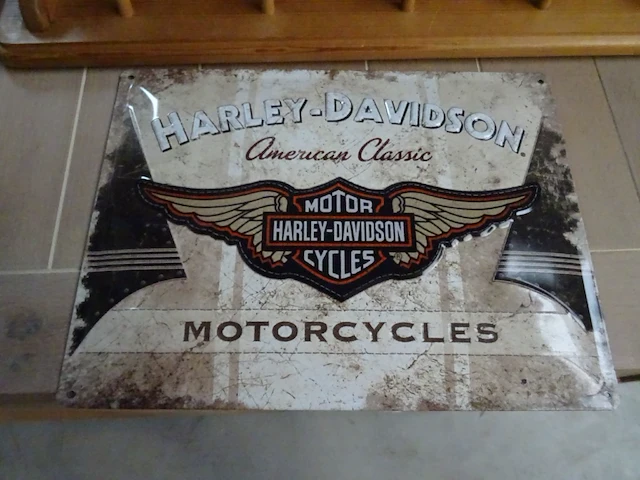 HARLEY-DAVIDSON
American Classic
MOTOR
HARLEY-DAVIDSON
CYCLES
MOTORCYCLES